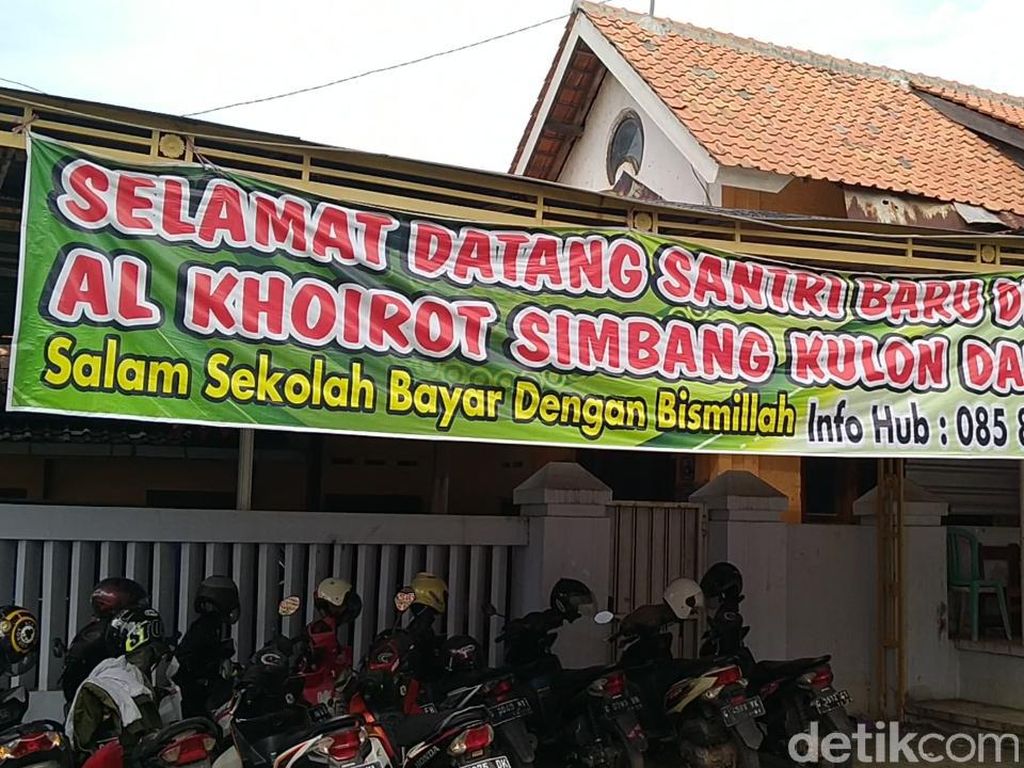 SELAMAT DATANG SANTRI BARU
AL KHOIROT SIMBANG KULON
Salam Sekolah Bayar Dengan Bismillah Info Hub : 085
detikcom